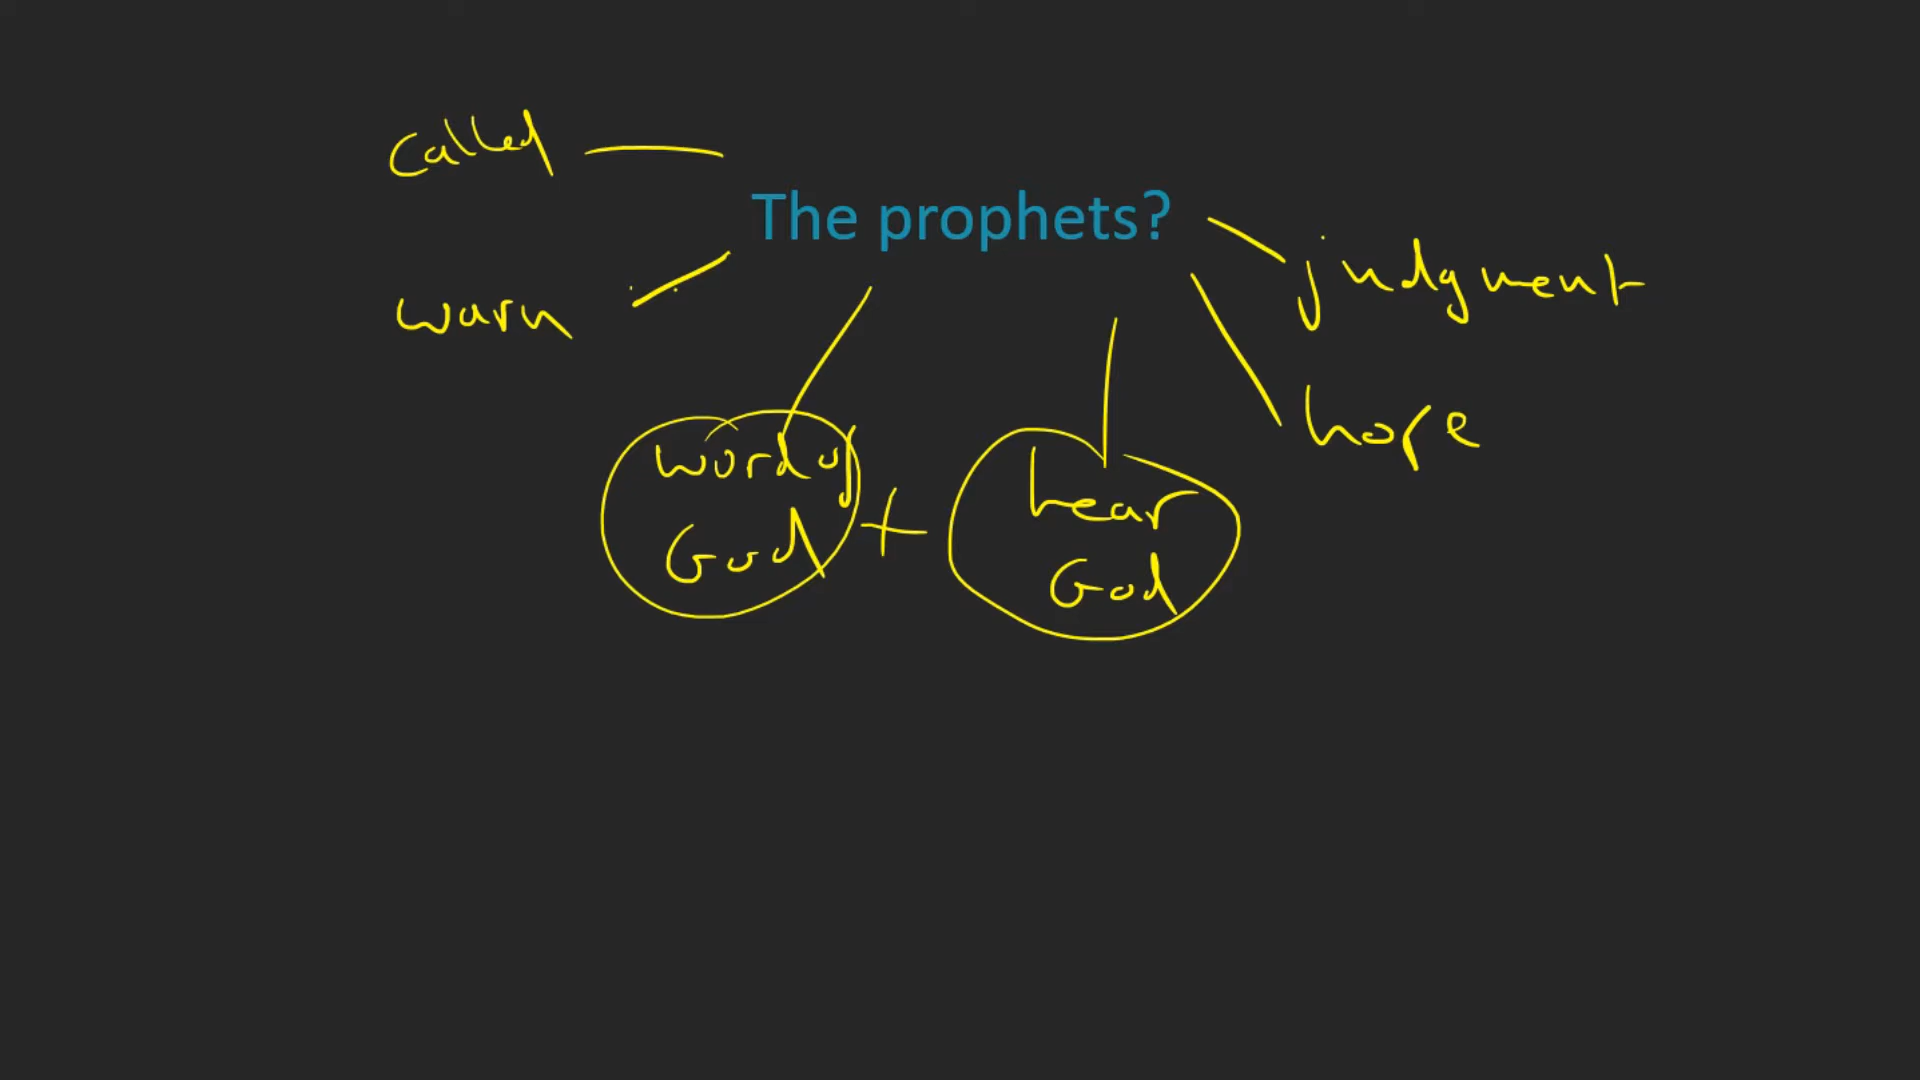 called
The prophets?
warn
judgment
hope
word of
God
+
hear
God